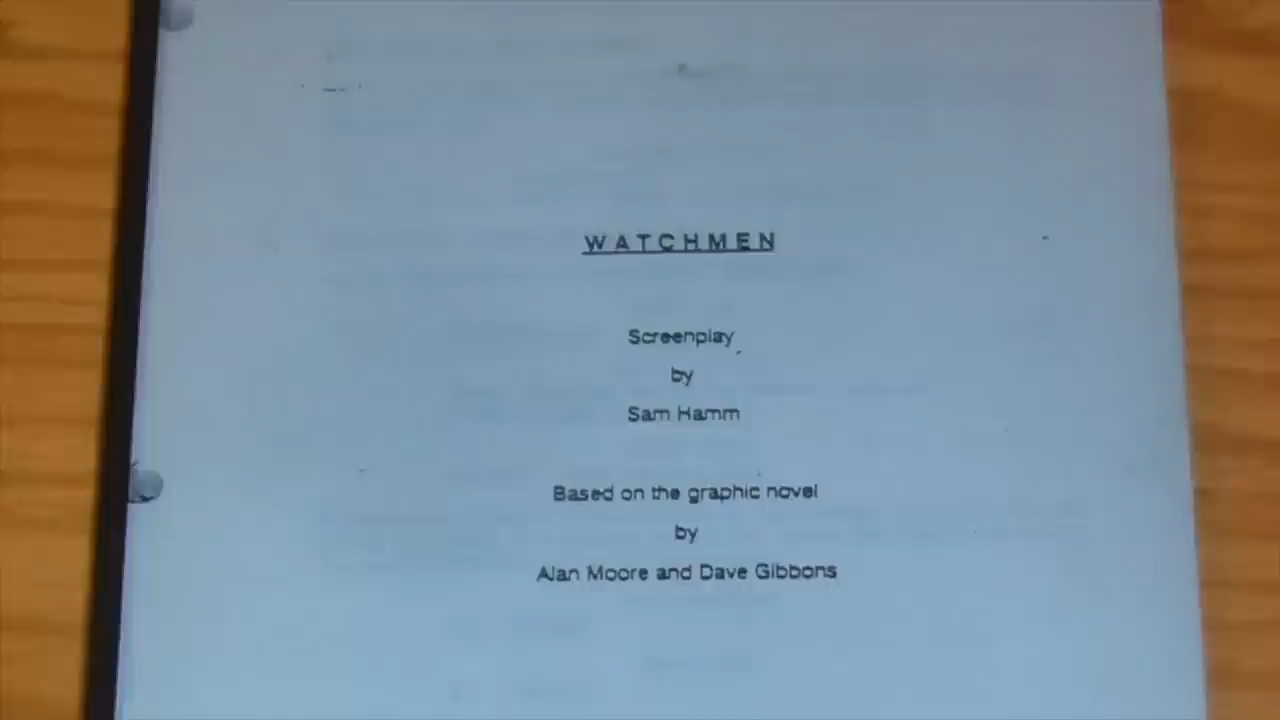 WATCHMEN
Screenplay
by
Sam Hamm
Based on the graphic novel
by
Alan Moore and Dave Gibbons